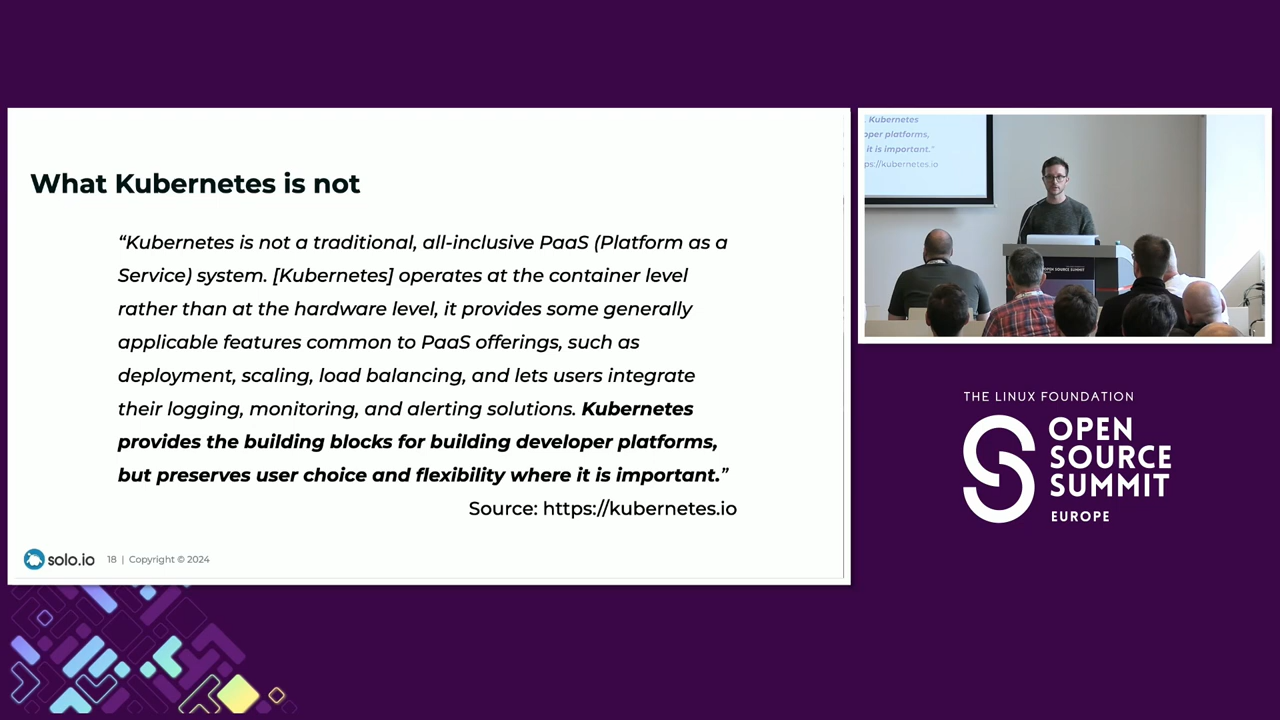 What Kubernetes is not
“Kubernetes is not a traditional, all-inclusive PaaS (Platform as a
Service) system. [Kubernetes] operates at the container level
rather than at the hardware level, it provides some generally
applicable features common to PaaS offerings, such as
deployment, scaling, load balancing, and lets users integrate
their logging, monitoring, and alerting solutions. Kubernetes
provides the building blocks for building developer platforms,
but preserves user choice and flexibility where it is important.”
Source: https://kubernetes.io
solo.io 18 | Copyright © 2024
Kubernetes
oper platforms,
it is important.”
ps://kubernetes.io
OPEN SOURCE SUMMIT
THE LINUX FOUNDATION
OPEN
SOURCE
SUMMIT
EUROPE